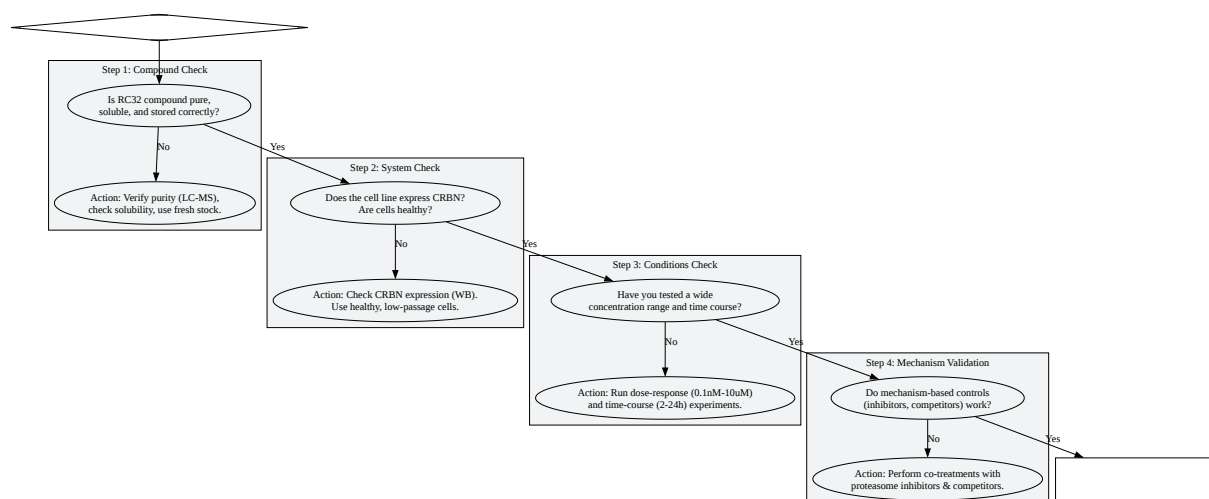 Step 1: Compound Check
Is RC32 compound pure,
soluble, and stored correctly?
No
Yes
Action: Verify purity (LC-MS),
check solubility, use fresh stock.
Step 2: System Check
Does the cell line express CRBN?
Are cells healthy?
No
Yes
Action: Check CRBN expression (WB).
Use healthy, low-passage cells.
Step 3: Conditions Check
Have you tested a wide
concentration range and time course?
No
Yes
Action: Run dose-response (0.1nM-10uM)
and time-course (2-24h) experiments.
Step 4: Mechanism Validation
Do mechanism-based controls
(inhibitors, competitors) work?
No
Yes
Action: Perform co-treatments with
proteasome inhibitors & competitors.